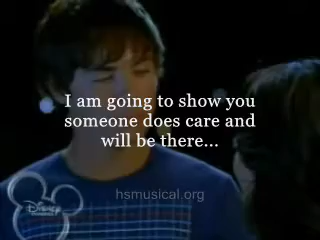 I am going to show you
someone does care and
will be there...
hsmusical.org
Disney